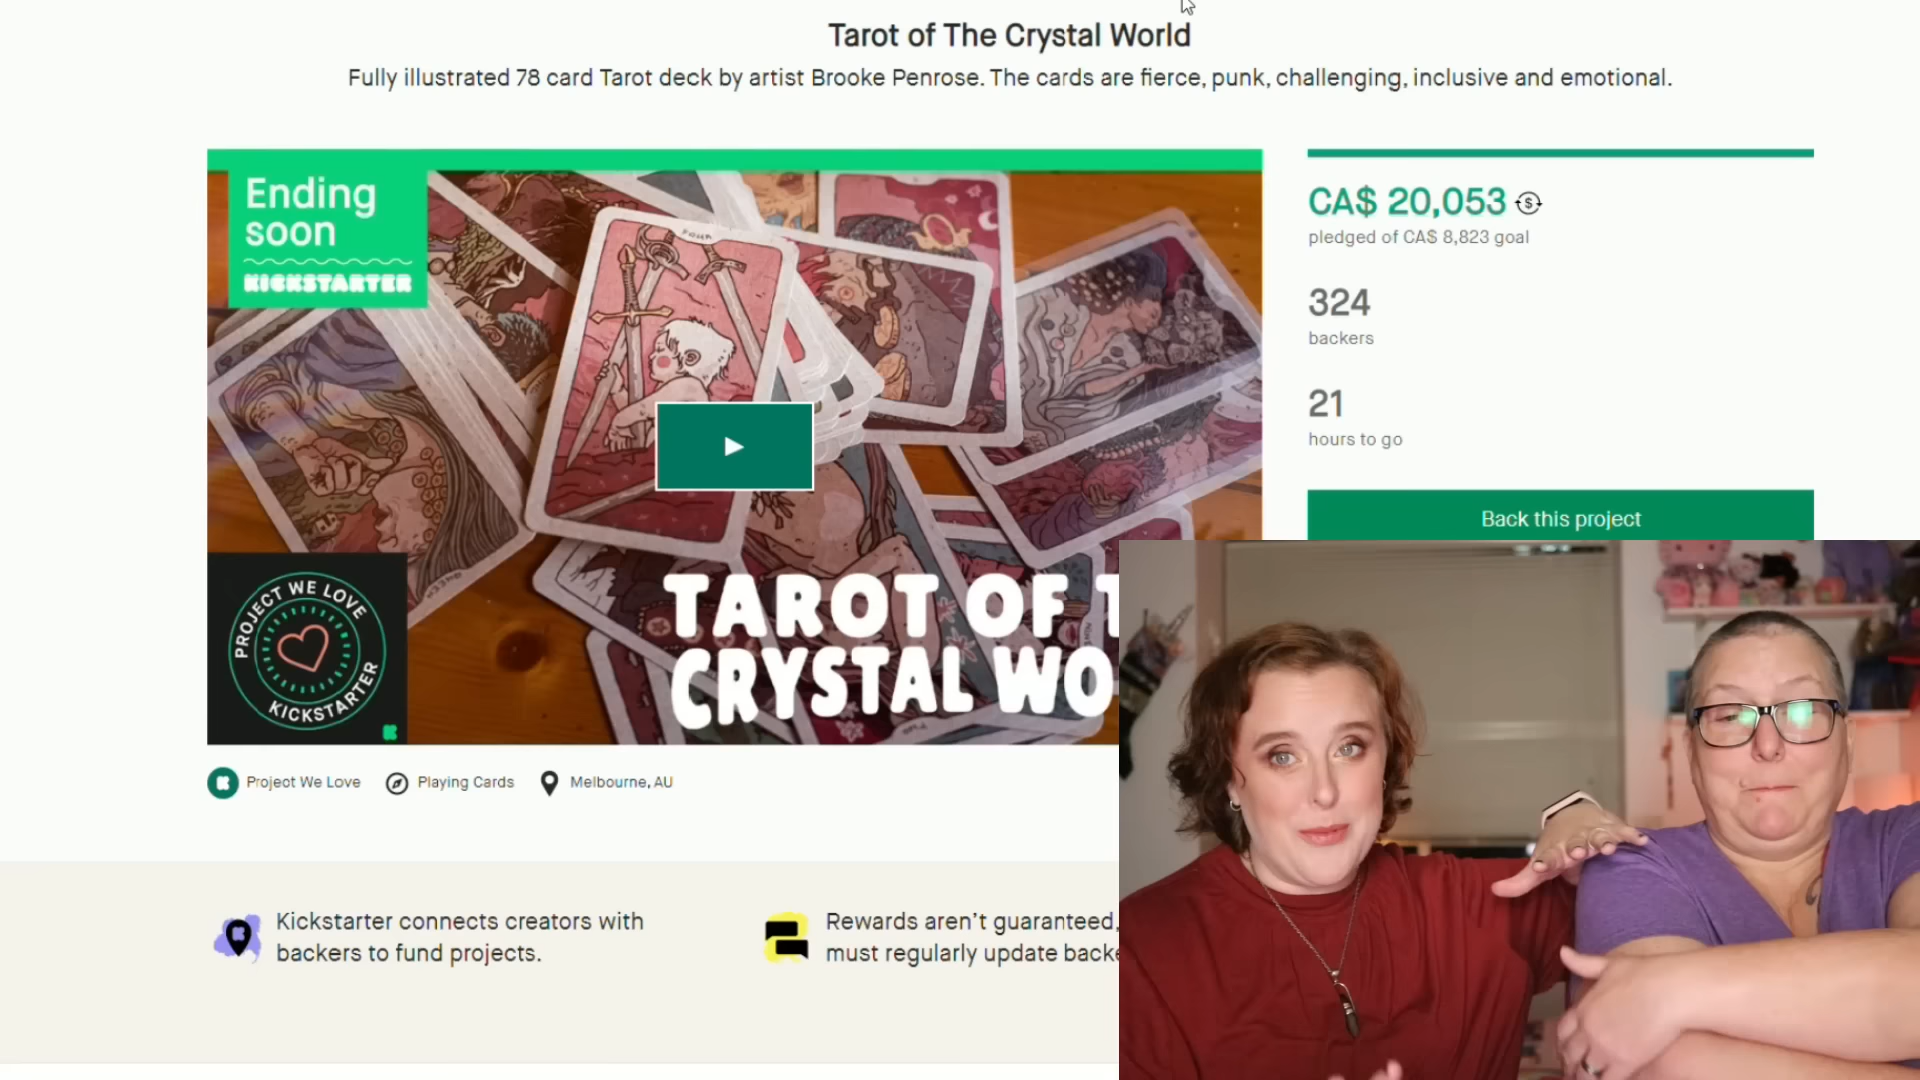 Tarot of The Crystal World
Fully illustrated 78 card Tarot deck by artist Brooke Penrose. The cards are fierce, punk, challenging, inclusive and emotional.
Ending
soon
KICKSTARTER
FOUR
TAROT OF T
CRYSTAL WO
PROJECT WE LOVE
KICKSTARTER
CA$ 20,053
pledged of CA$ 8,823 goal
324
backers
21
hours to go
Back this project
Project We Love
Playing Cards
Melbourne, AU
Kickstarter connects creators with
backers to fund projects.
Rewards aren’t guaranteed,
must regularly update backe